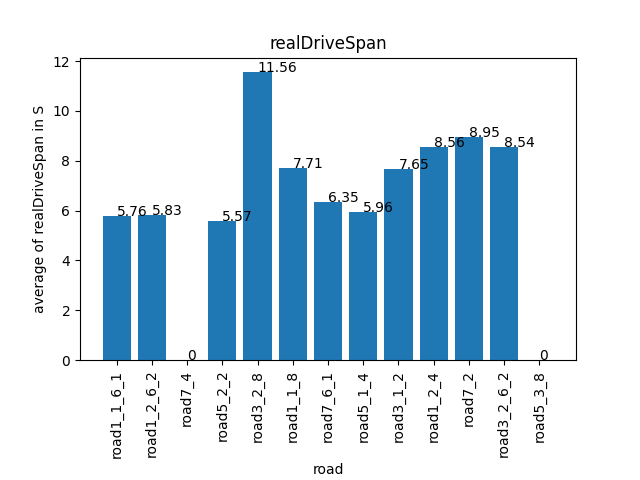 realDriveSpan
average of realDriveSpan in S
12
10
8
6
4
2
0
5.76
5.83
0
5.57
11.56
7.71
6.35
5.96
7.65
8.56
8.95
8.54
0
road1_1_6_1
road1_2_6_2
road7_4
road5_2_2
road3_2_8
road1_1_8
road7_6_1
road5_1_4
road3_1_2
road1_2_4
road7_2
road3_2_6_2
road5_3_8
road